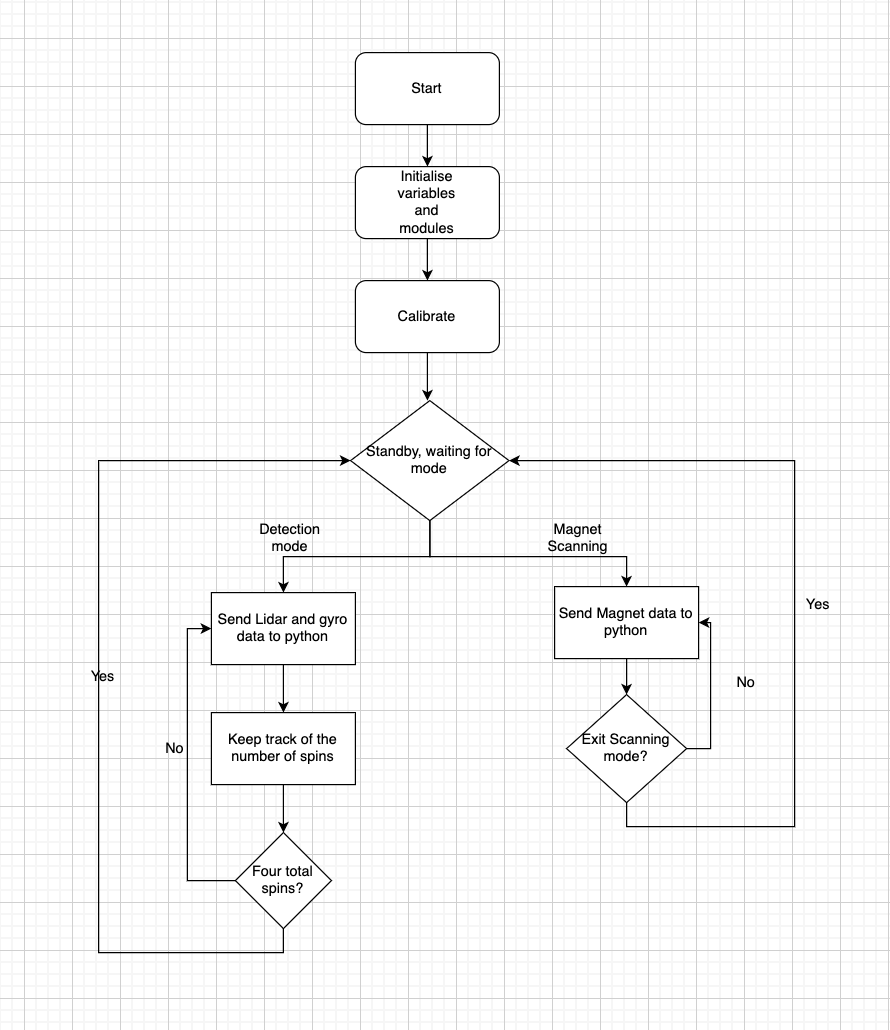 Start
Initialise
variables
and
modules
Calibrate
Standby, waiting for
mode
Detection
mode
Magnet
Scanning
Send Lidar and gyro
data to python
Send Magnet data to
python
Yes
Yes
No
No
Keep track of the
number of spins
Exit Scanning
mode?
Four total
spins?